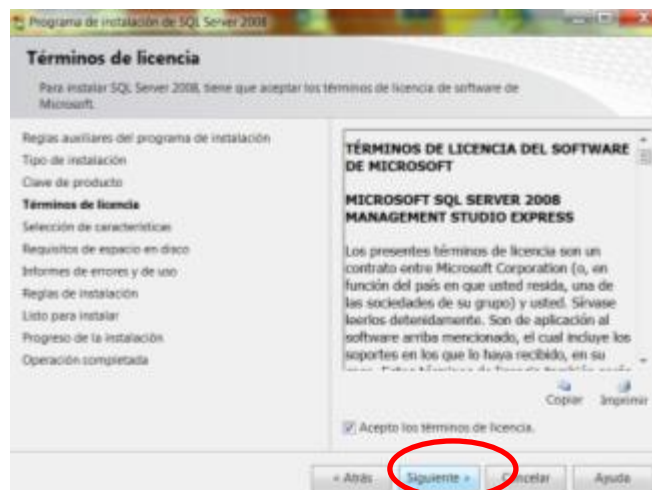 Programa de instalación de SQL Server 2008
Términos de licencia
Para instalar SQL Server 2008, tiene que aceptar los términos de licencia de software de
Microsoft.
Reglas auxiliares del programa de instalación
Tipo de instalación
Clave de producto
Términos de licencia
Selección de características
Requisitos de espacio en disco
Informes de errores y de uso
Reglas de instalación
Listo para instalar
Progreso de la instalación
Operación completada
TÉRMINOS DE LICENCIA DEL SOFTWARE
DE MICROSOFT
MICROSOFT SQL SERVER 2008
MANAGEMENT STUDIO EXPRESS
Los presentes términos de licencia son un
contrato entre Microsoft Corporation (o, en
función del país en que usted resida, una de
las sociedades de su grupo) y usted. Sírvase
leerlos detenidamente. Son de aplicación al
software arriba mencionado, el cual incluye los
soportes en los que lo haya recibido, en su
Copiar Imprimir
Acepto los términos de licencia.
< Atrás Siguiente > Cancelar Ayuda